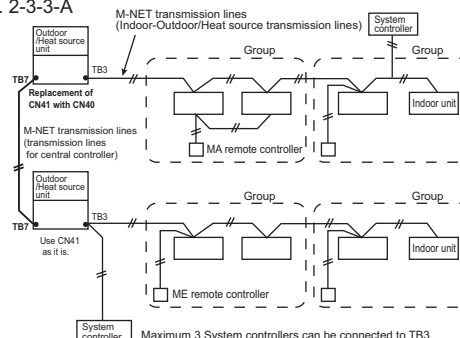 . 2-3-3-A
M-NET transmission lines
(Indoor-Outdoor/Heat source transmission lines)
System
controller
Outdoor
/Heat source
unit
Group
Group
TB7
TB3
Replacement of
CN41 with CN40
Indoor unit
M-NET transmission lines
(transmission lines
for central controller)
MA remote controller
Outdoor
/Heat source
unit
Group
Group
TB7
TB3
Use CN41
as it is.
Indoor unit
ME remote controller
System
controller
Maximum 3 System controllers can be connected to TB3.